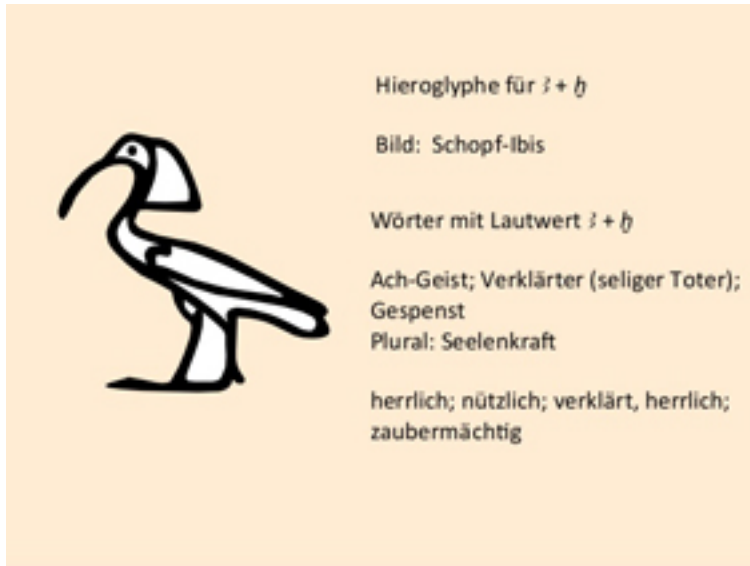 Hieroglyphe für ꜣ + ḫ
Bild: Schopf-Ibis
Wörter mit Lautwert ꜣ + ḫ
Ach-Geist; Verklärter (seliger Toter);
Gespenst
Plural: Seelenkraft
herrlich; nützlich; verklärt, herrlich;
zaubermächtig